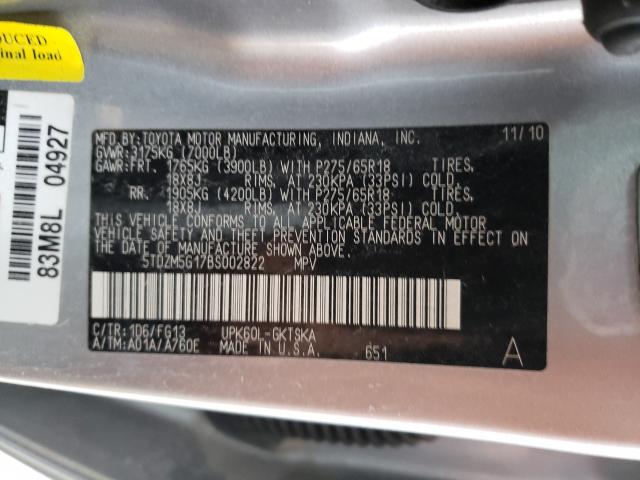 DUCED
inal load
83M8L 04927
MFD.BY:TOYOTA MOTOR MANUFACTURING, INDIANA, INC. 11/10
GVWR:3175KG (7000LB)
GAWR:FRT. 1765KG (3900LB) WITH P275/65R18 TIRES,
18X8J RIMS, AT 230KPA (33PSI) COLD.
RR. 1905KG (4200LB) WITH P275/65R18 TIRES,
18X8J RIMS, AT 230KPA (33PSI) COLD.
THIS VEHICLE CONFORMS TO ALL APPLICABLE FEDERAL MOTOR
VEHICLE SAFETY AND THEFT PREVENTION STANDARDS IN EFFECT ON
THE DATE OF MANUFACTURE SHOWN ABOVE.
5TDZM5G17BS002822 MPV
C/TR:1D6/FG13 UPK60L-GKTSKA
A/TM:A01A/A760E MADE IN U.S.A. 651 A